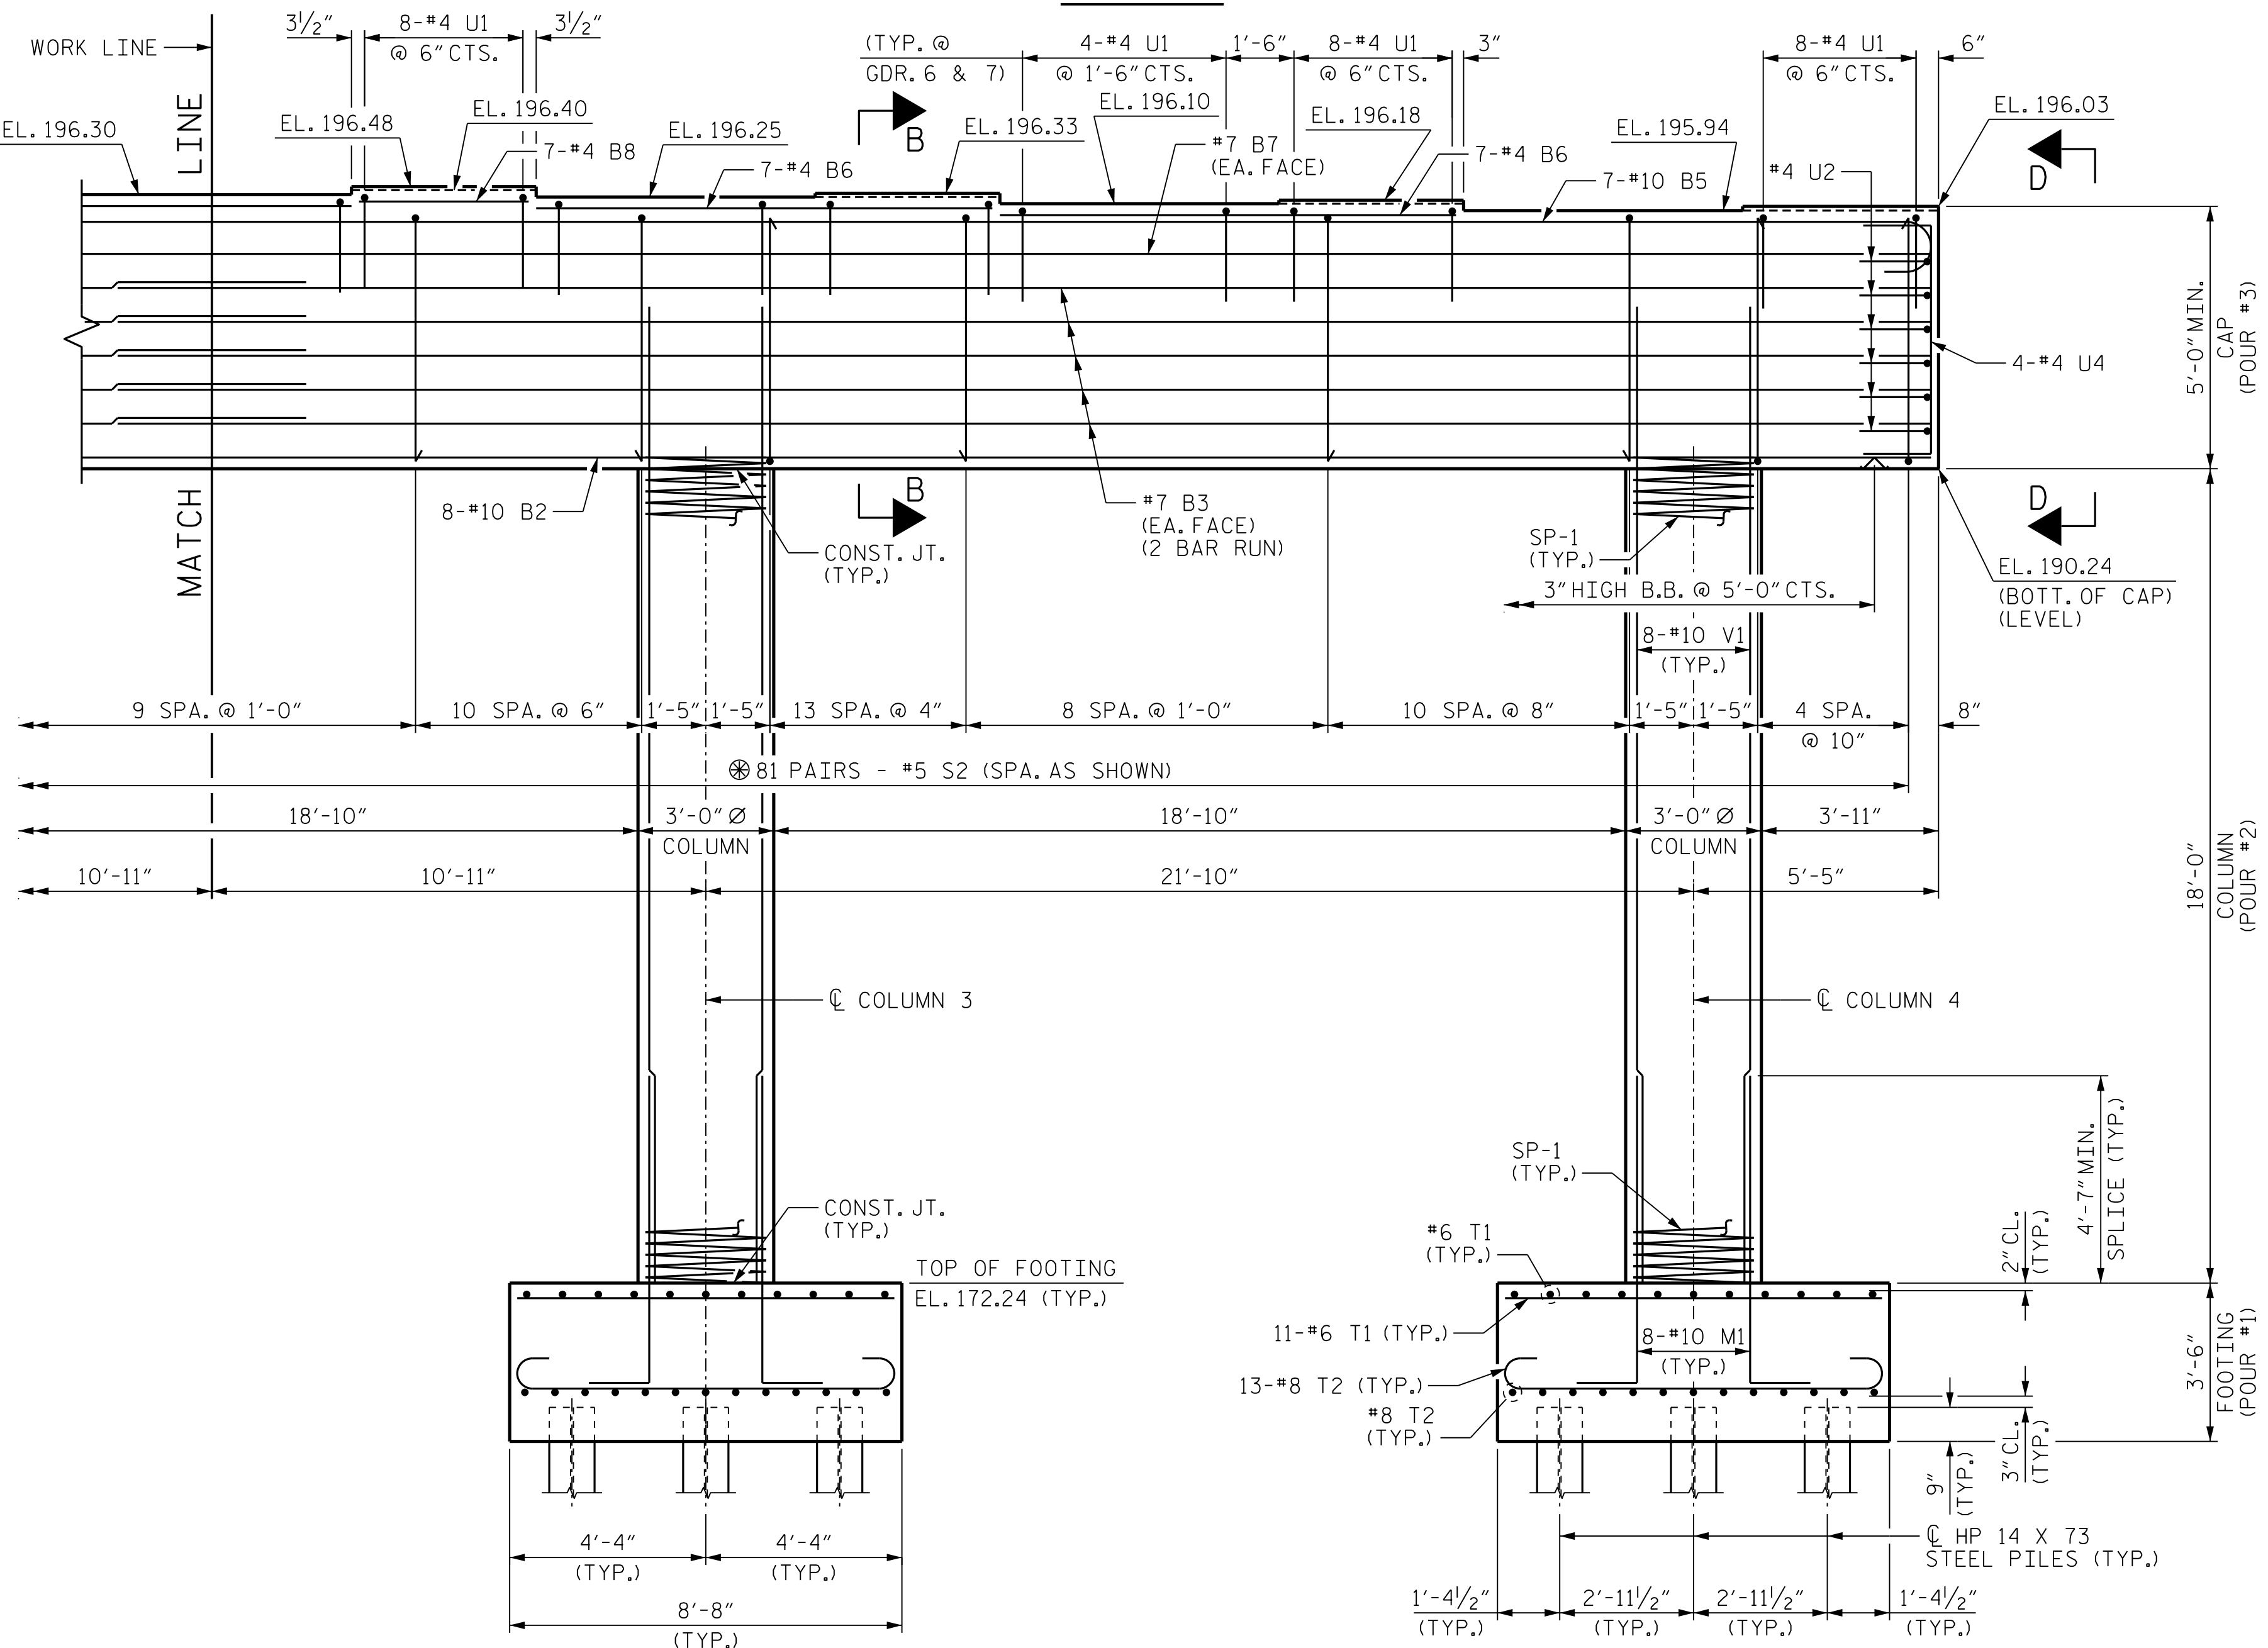 3½″
8-#4 U1
@ 6″CTS.
3½″
WORK LINE
(TYP. @
GDR. 6 & 7)
4-#4 U1
@ 1′-6″CTS.
1′-6″
8-#4 U1
@ 6″CTS.
3″
8-#4 U1
@ 6″CTS.
6″
LINE
EL. 196.30
EL. 196.48
EL. 196.40
EL. 196.25
B
EL. 196.33
EL. 196.10
EL. 196.18
EL. 195.94
EL. 196.03
7-#4 B8
7-#4 B6
#7 B7
(EA. FACE)
7-#4 B6
7-#10 B5
#4 U2
D
4-#4 U4
5′-0″MIN.
CAP
(POUR #3)
MATCH
8-#10 B2
B
#7 B3
(EA. FACE)
(2 BAR RUN)
CONST. JT.
(TYP.)
SP-1
(TYP.)
D
3″HIGH B.B. @ 5′-0″CTS.
EL. 190.24
(BOTT. OF CAP)
(LEVEL)
8-#10 V1
(TYP.)
9 SPA. @ 1′-0″
10 SPA. @ 6″
1′-5″
1′-5″
13 SPA. @ 4″
8 SPA. @ 1′-0″
10 SPA. @ 8″
1′-5″
1′-5″
4 SPA.
@ 10″
8″
81 PAIRS - #5 S2 (SPA. AS SHOWN)
18′-10″
3′-0″ Ø
COLUMN
18′-10″
3′-0″ Ø
COLUMN
3′-11″
10′-11″
10′-11″
21′-10″
5′-5″
18′-0″
COLUMN
(POUR #2)
℄ COLUMN 3
℄ COLUMN 4
4′-7″MIN.
SPLICE (TYP.)
SP-1
(TYP.)
CONST. JT.
(TYP.)
#6 T1
(TYP.)
2″CL.
(TYP.)
TOP OF FOOTING
EL. 172.24 (TYP.)
11-#6 T1 (TYP.)
8-#10 M1
(TYP.)
13-#8 T2 (TYP.)
#8 T2
(TYP.)
3′-6″
FOOTING
(POUR #1)
3″CL.
(TYP.)
9″
(TYP.)
℄ HP 14 X 73
STEEL PILES (TYP.)
4′-4″
(TYP.)
4′-4″
(TYP.)
8′-8″
(TYP.)
1′-4½″
(TYP.)
2′-11½″
(TYP.)
2′-11½″
(TYP.)
1′-4½″
(TYP.)